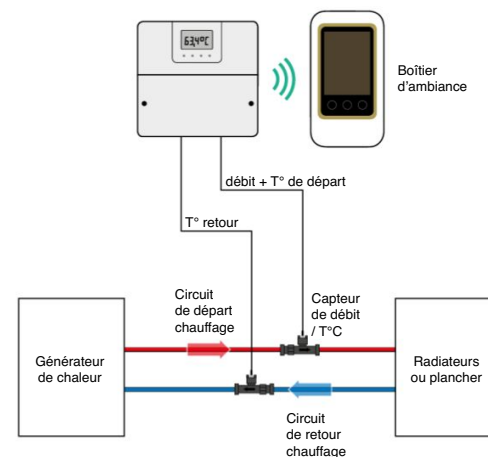 63,4°C
Boîtier
d'ambiance
débit + T° de départ
T° retour
Circuit
de départ
chauffage
Capteur
de débit
/ T°C
Générateur
de chaleur
Radiateurs
ou plancher
Circuit
de retour
chauffage